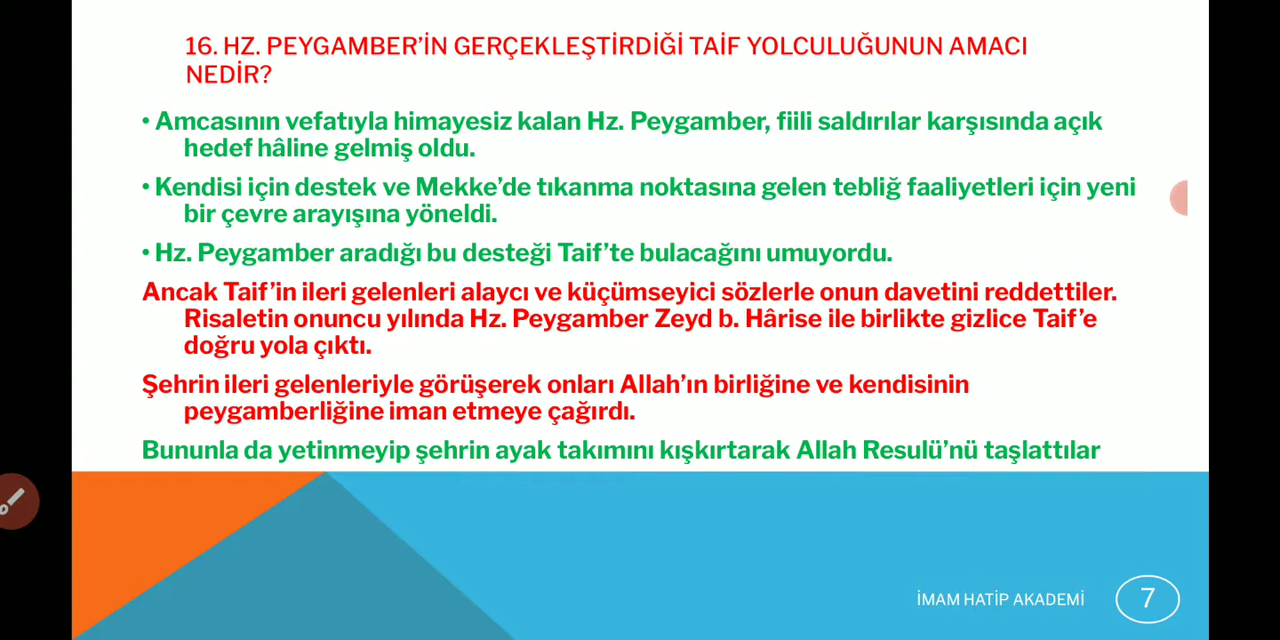 16. HZ. PEYGAMBER’İN GERÇEKLEŞTİRDİĞİ TAİF YOLCULUĞUNUN AMACI
NEDİR?
• Amcasının vefatıyla himayesiz kalan Hz. Peygamber, fiili saldırılar karşısında açık
hedef hâline gelmiş oldu.
• Kendisi için destek ve Mekke’de tıkanma noktasına gelen tebliğ faaliyetleri için yeni
bir çevre arayışına yöneldi.
• Hz. Peygamber aradığı bu desteği Taif’te bulacağını umuyordu.
Ancak Taif’in ileri gelenleri alaycı ve küçümseyici sözlerle onun davetini reddettiler.
Risaletin onuncu yılında Hz. Peygamber Zeyd b. Hârise ile birlikte gizlice Taif’e
doğru yola çıktı.
Şehrin ileri gelenleriyle görüşerek onları Allah’ın birliğine ve kendisinin
peygamberliğine iman etmeye çağırdı.
Bununla da yetinmeyip şehrin ayak takımını kışkırtarak Allah Resulü’nü taşlattılar
İMAM HATİP AKADEMİ
7